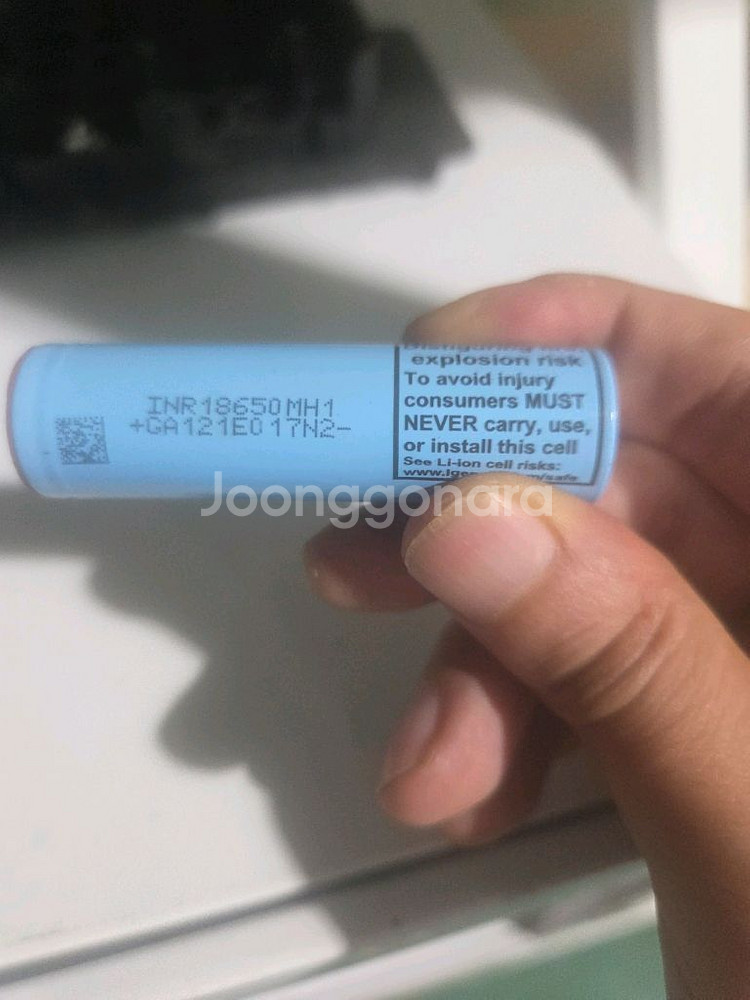 INR18650MH1
+GA121E017N2-
explosion risk
To avoid injury
consumers MUST
NEVER carry, use,
or install this cell
See Li-ion cell risks:
Joonggonara